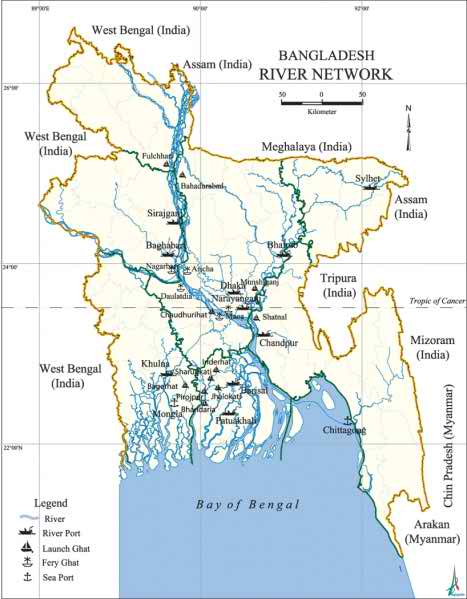 88°00'E
90°00'
92°00'
West Bengal (India)
BANGLADESH
RIVER NETWORK
Assam (India)
50
0
50
Kilometer
26°00'
N
West Bengal
(India)
Meghalaya (India)
Fulchhari
Bahadurabad
Sylhet
Assam
(India)
Sirajganj
Baghabari
Bhairab
Nagarbari
Aricha
24°00'
Daulatdia
Dhaka
Munshiganj
Narayanganj
Tripura
(India)
Tropic of Cancer
Chaudhurihat
Mawa
Shatnal
Chandpur
Mizoram
(India)
West Bengal
(India)
Khulna
Inderhat
Sharupkati
Bagerhat
Jhalokati
Barisal
Pirojpur
Mongla
Bhandaria
Patuakhali
Chittagong
22°00'N
Chin Pradesh (Myanmar)
Bay of Bengal
Arakan
(Myanmar)
Legend
River
River Port
Launch Ghat
Fery Ghat
Sea Port